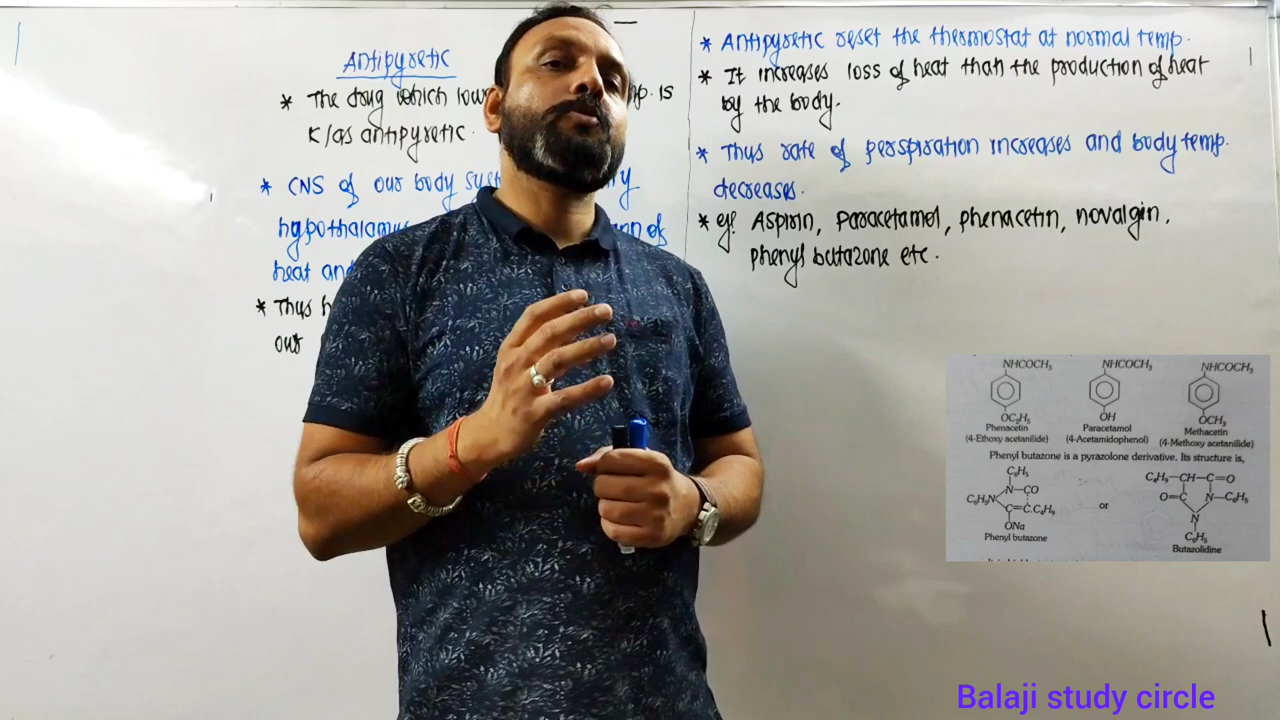 Antipyretic
* The drug which low p. is
K/as antipyretic.
* CNS of our body syst
hypothalamus of
heat and
* Thus h
our
* Antipyretic reset the thermostat at normal temp.
* It increases loss of heat than the production of heat
by the body.
* Thus rate of perspiration increases and body temp.
decreases.
* eg. Aspirin, Paracetamol, phenacetin, novalgin,
phenyl butazone etc.
NHCOCH₃ NHCOCH₃ NHCOCH₃
OC₂H₅ OH OCH₃
Phenacetin Paracetamol Methacetin
(4-Ethoxy acetanilide) (4-Acetamidophenol) (4-Methoxy acetanilide)
Phenyl butazone is a pyrazolone derivative. Its structure is,
C₆H₅ C₄H₉—CH—C=O
N—CO O=C N—C₆H₅
C₆H₅N
C=C.C₄H₉ or N
ONa C₆H₅
Phenyl butazone Butazolidine
Balaji study circle